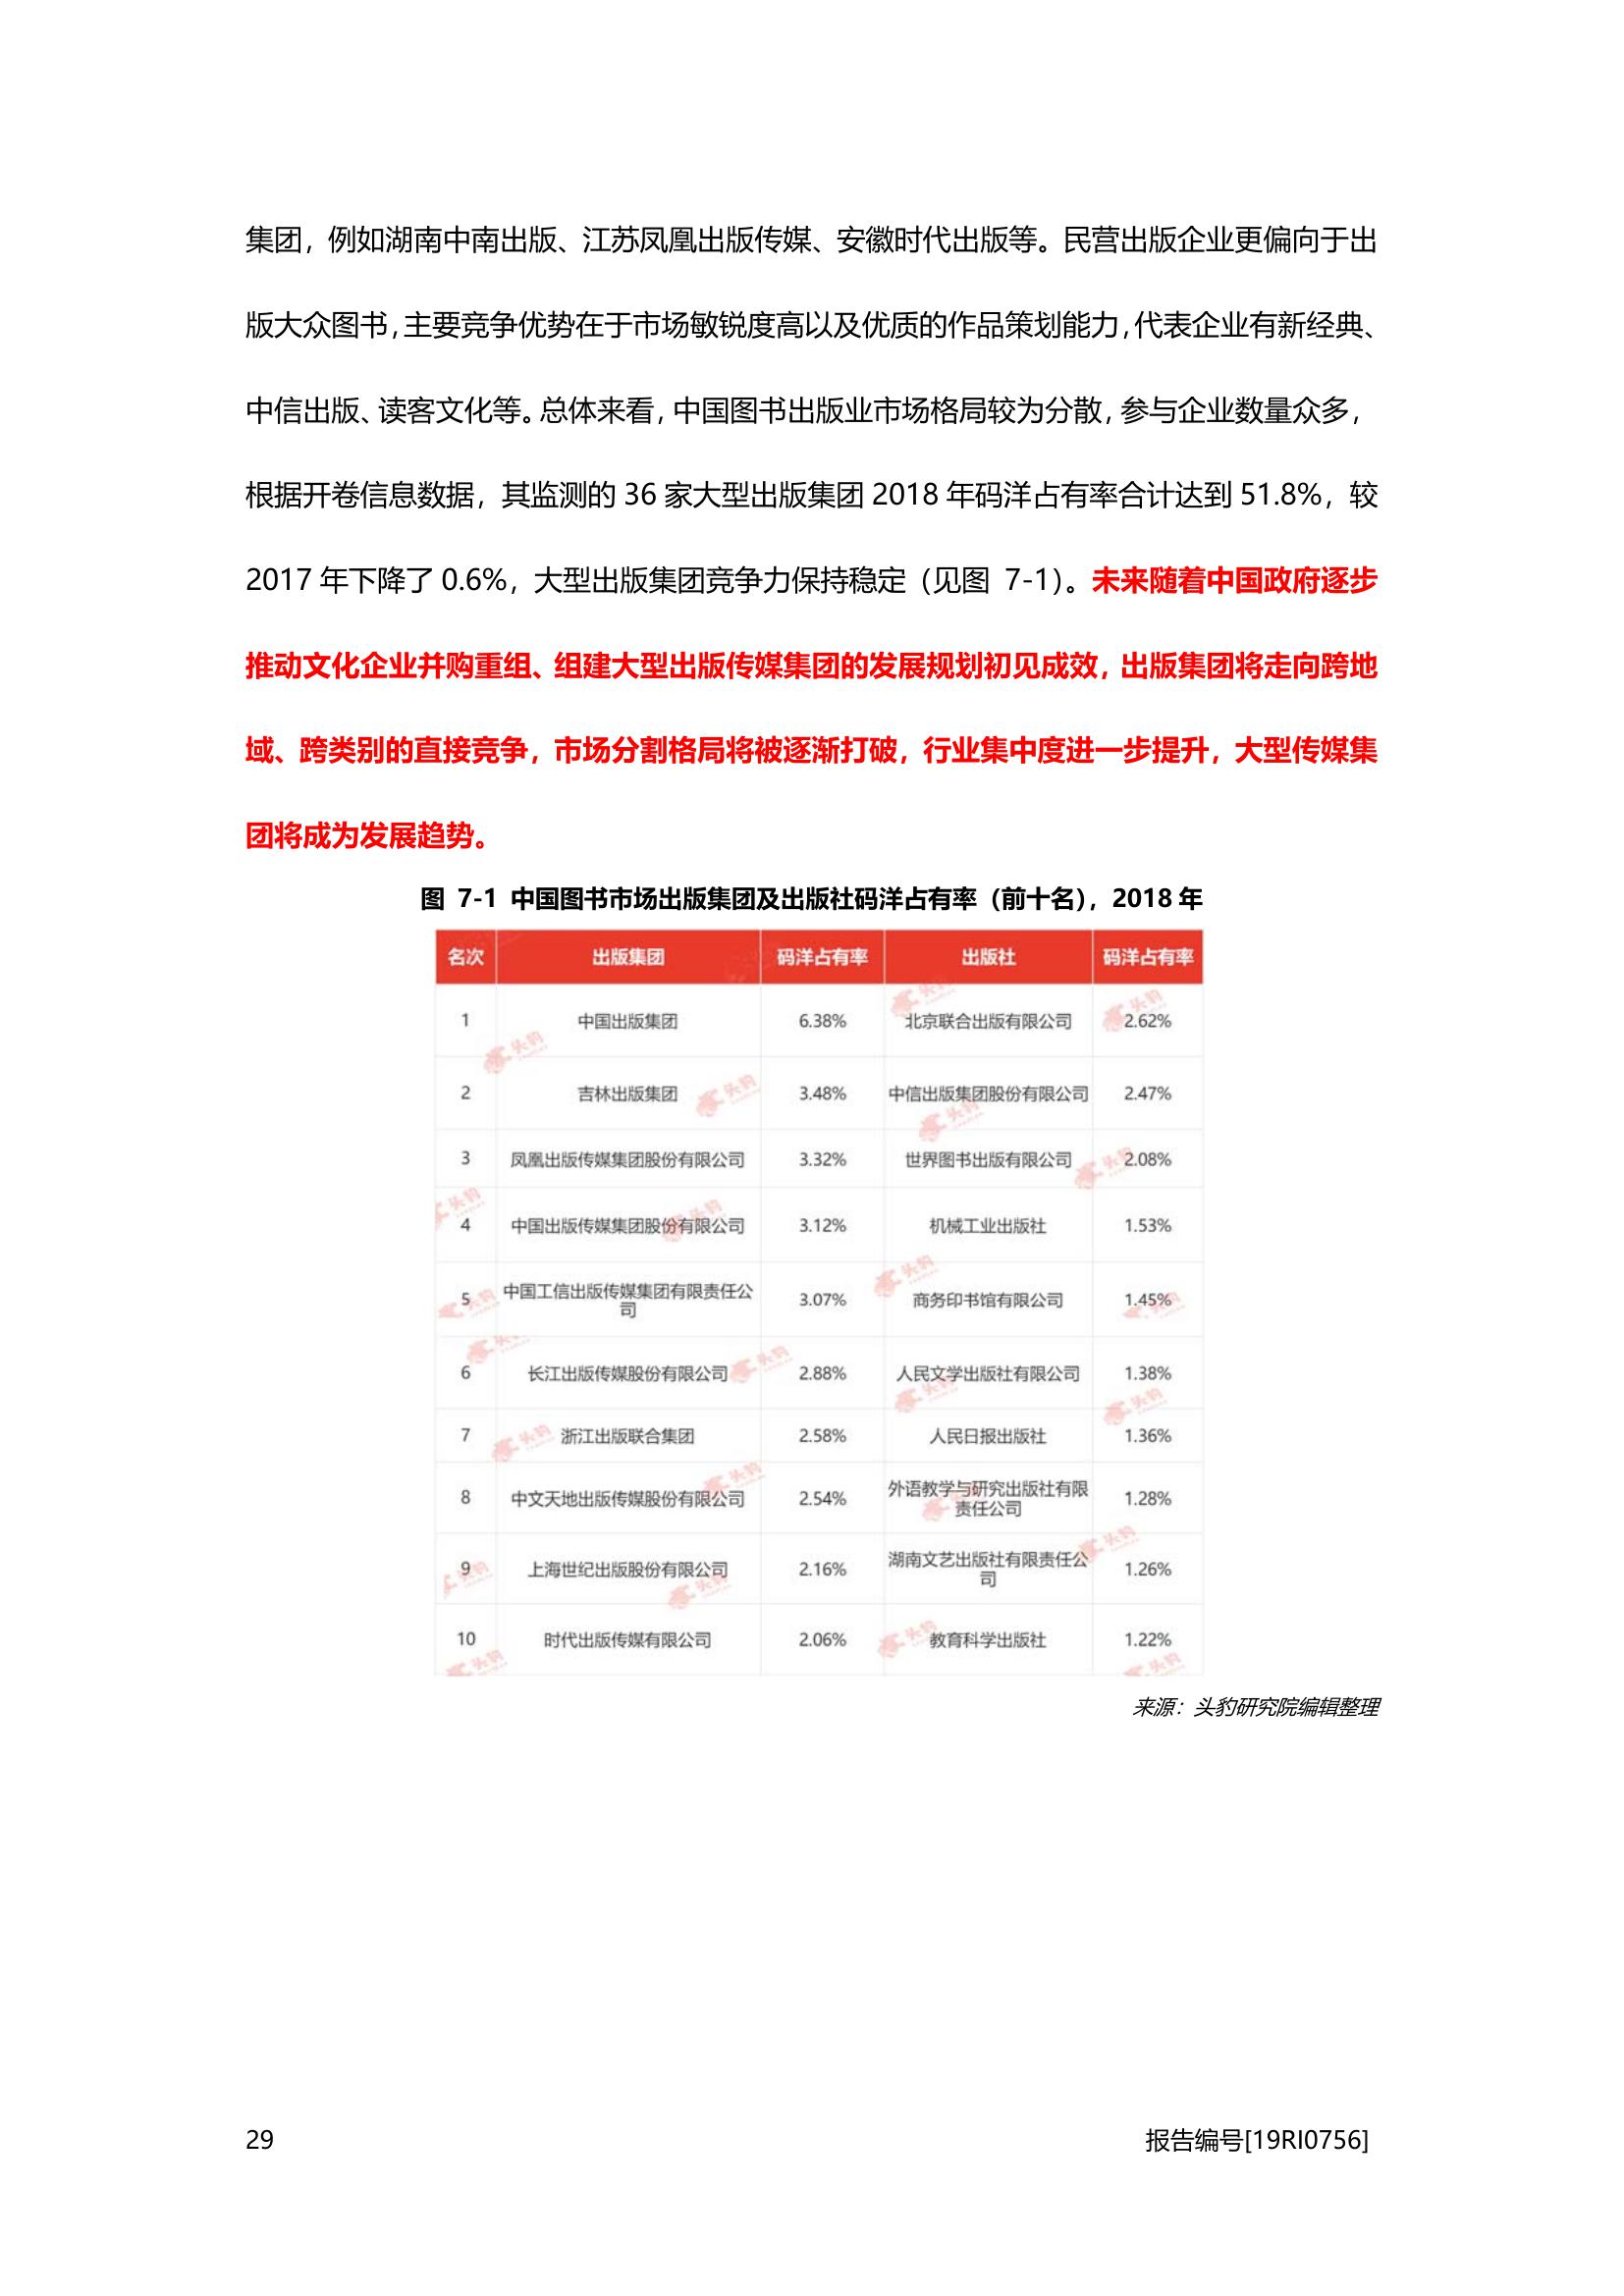 集团，例如湖南中南出版、江苏凤凰出版传媒、安徽时代出版等。民营出版企业更偏向于出
版大众图书，主要竞争优势在于市场敏锐度高以及优质的作品策划能力，代表企业有新经典、
中信出版、读客文化等。总体来看，中国图书出版业市场格局较为分散，参与企业数量众多，
根据开卷信息数据，其监测的 36 家大型出版集团 2018 年码洋占有率合计达到 51.8%，较
2017 年下降了 0.6%，大型出版集团竞争力保持稳定（见图 7-1）。未来随着中国政府逐步
推动文化企业并购重组、组建大型出版传媒集团的发展规划初见成效，出版集团将走向跨地
域、跨类别的直接竞争，市场分割格局将被逐渐打破，行业集中度进一步提升，大型传媒集
团将成为发展趋势。
图 7-1 中国图书市场出版集团及出版社码洋占有率（前十名），2018 年
名次 出版集团 码洋占有率 出版社 码洋占有率
1 中国出版集团 6.38% 北京联合出版有限公司 2.62%
2 吉林出版集团 3.48% 中信出版集团股份有限公司 2.47%
3 凤凰出版传媒集团股份有限公司 3.32% 世界图书出版有限公司 2.08%
4 中国出版传媒集团股份有限公司 3.12% 机械工业出版社 1.53%
5 中国工信出版传媒集团有限责任公
司 3.07% 商务印书馆有限公司 1.45%
6 长江出版传媒股份有限公司 2.88% 人民文学出版社有限公司 1.38%
7 浙江出版联合集团 2.58% 人民日报出版社 1.36%
8 中文天地出版传媒股份有限公司 2.54% 外语教学与研究出版社有限
责任公司 1.28%
9 上海世纪出版股份有限公司 2.16% 湖南文艺出版社有限责任公
司 1.26%
10 时代出版传媒有限公司 2.06% 教育科学出版社 1.22%
来源：头豹研究院编辑整理
29 报告编号[19RI0756]